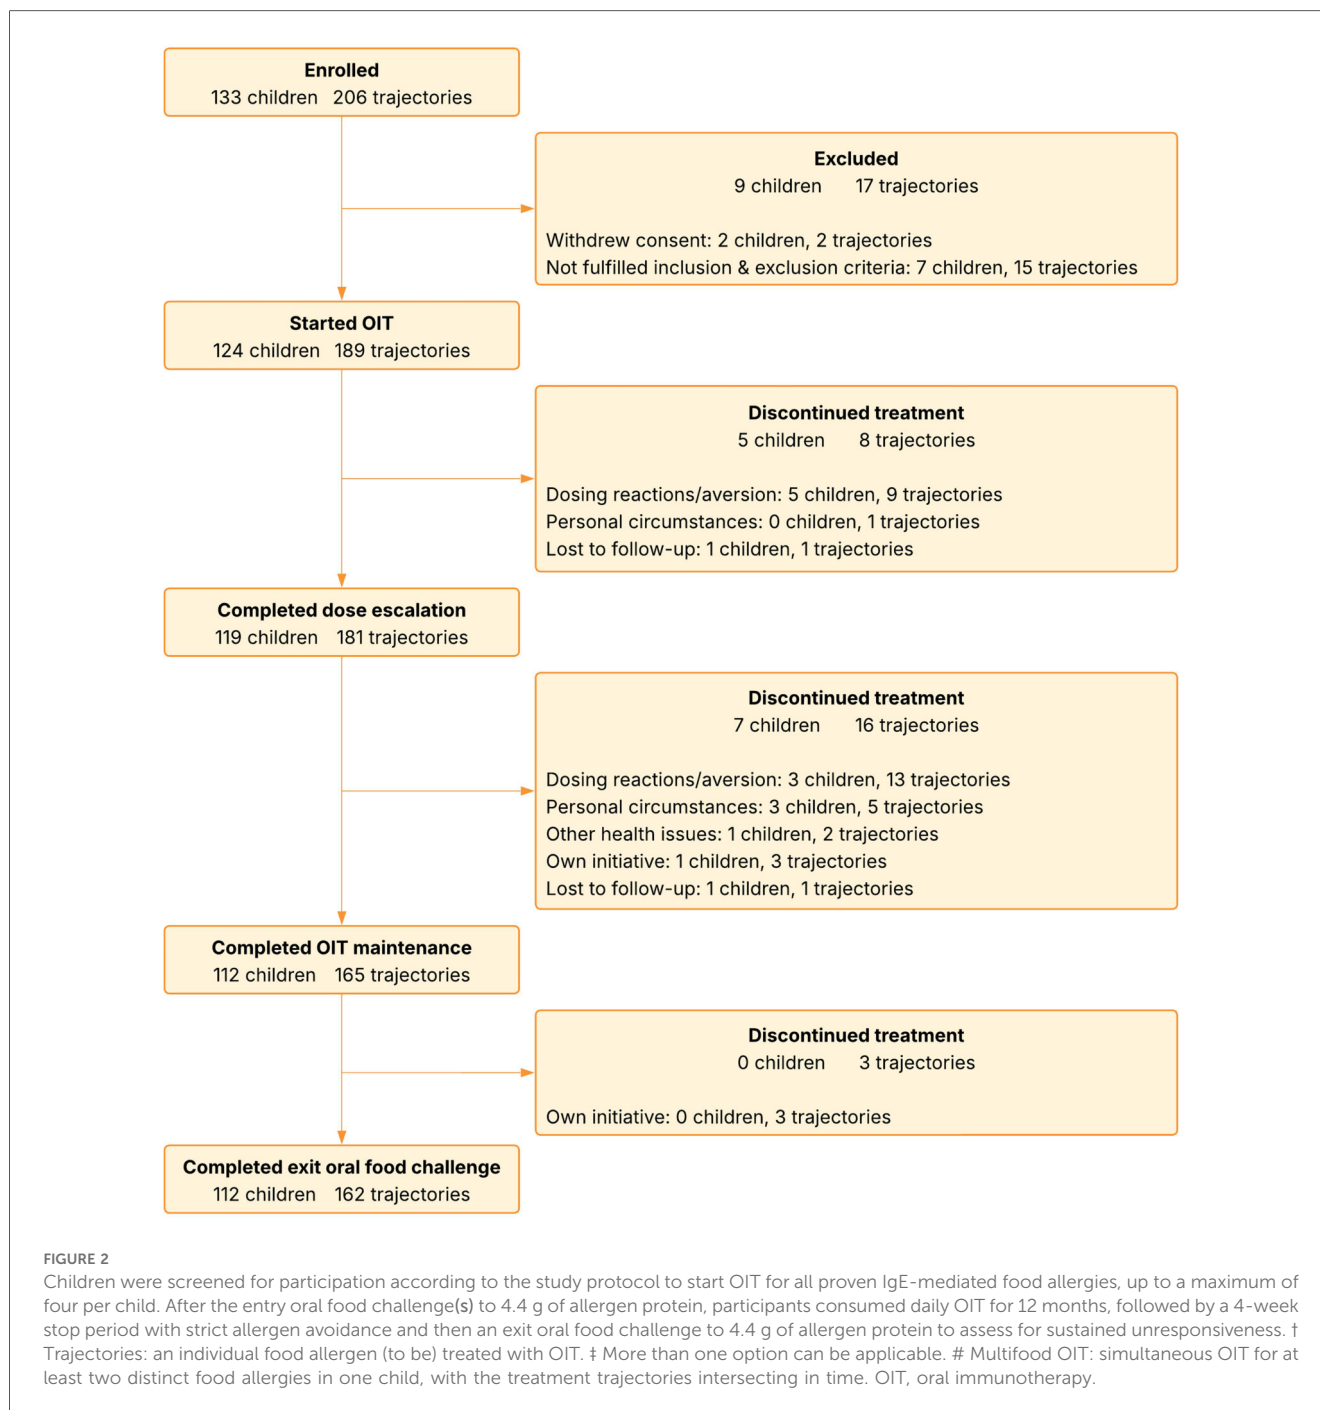 Enrolled
133 children 206 trajectories
Excluded
9 children 17 trajectories
Withdrew consent: 2 children, 2 trajectories
Not fulfilled inclusion & exclusion criteria: 7 children, 15 trajectories
Started OIT
124 children 189 trajectories
Discontinued treatment
5 children 8 trajectories
Dosing reactions/aversion: 5 children, 9 trajectories
Personal circumstances: 0 children, 1 trajectories
Lost to follow-up: 1 children, 1 trajectories
Completed dose escalation
119 children 181 trajectories
Discontinued treatment
7 children 16 trajectories
Dosing reactions/aversion: 3 children, 13 trajectories
Personal circumstances: 3 children, 5 trajectories
Other health issues: 1 children, 2 trajectories
Own initiative: 1 children, 3 trajectories
Lost to follow-up: 1 children, 1 trajectories
Completed OIT maintenance
112 children 165 trajectories
Discontinued treatment
0 children 3 trajectories
Own initiative: 0 children, 3 trajectories
Completed exit oral food challenge
112 children 162 trajectories
FIGURE 2
Children were screened for participation according to the study protocol to start OIT for all proven IgE-mediated food allergies, up to a maximum of
four per child. After the entry oral food challenge(s) to 4.4 g of allergen protein, participants consumed daily OIT for 12 months, followed by a 4-week
stop period with strict allergen avoidance and then an exit oral food challenge to 4.4 g of allergen protein to assess for sustained unresponsiveness. †
Trajectories: an individual food allergen (to be) treated with OIT. ‡ More than one option can be applicable. # Multifood OIT: simultaneous OIT for at
least two distinct food allergies in one child, with the treatment trajectories intersecting in time. OIT, oral immunotherapy.